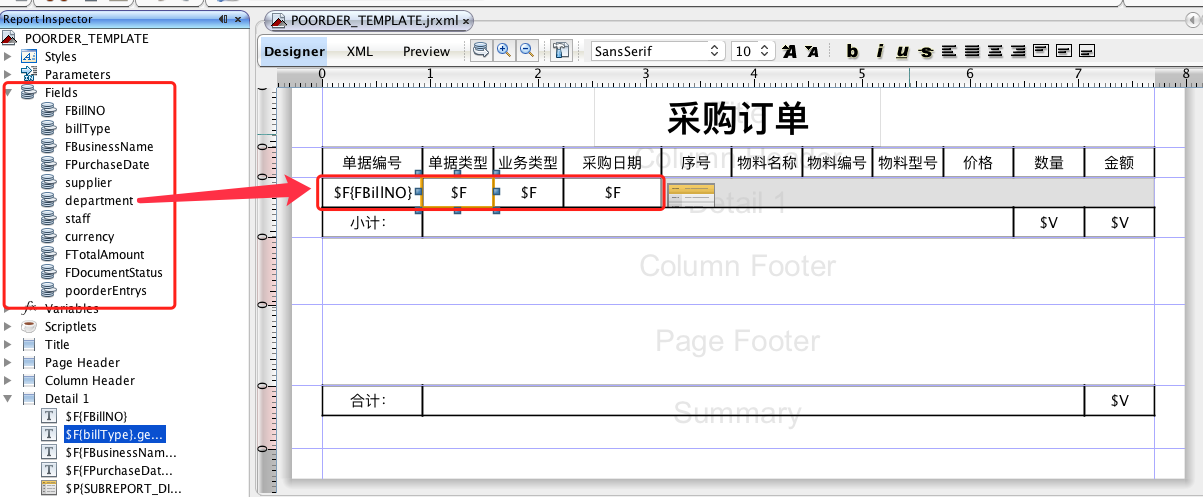 Report Inspector
POORDER_TEMPLATE
Styles
Parameters
Fields
FBillNO
billType
FBusinessName
FPurchaseDate
supplier
department
staff
currency
FTotalAmount
FDocumentStatus
poorderEntrys
Variables
Scriptlets
Title
Page Header
Column Header
Detail 1
$F{FBillNO}
$F{billType}.ge...
$F{FBusinessNam...
$F{FPurchaseDat...
$P{SUBREPORT_DI...
POORDER_TEMPLATE.jrxml
Designer XML Preview SansSerif 10
0 1 2 3 4 5 6 7 8
Title
采购订单
Column Header
单据编号 单据类型 业务类型 采购日期 序号 物料名称 物料编号 物料型号 价格 数量 金额
$F{FBillNO} $F $F $F
Detail 1
小计: $V $V
Column Footer
Page Footer
合计: $V
Summary